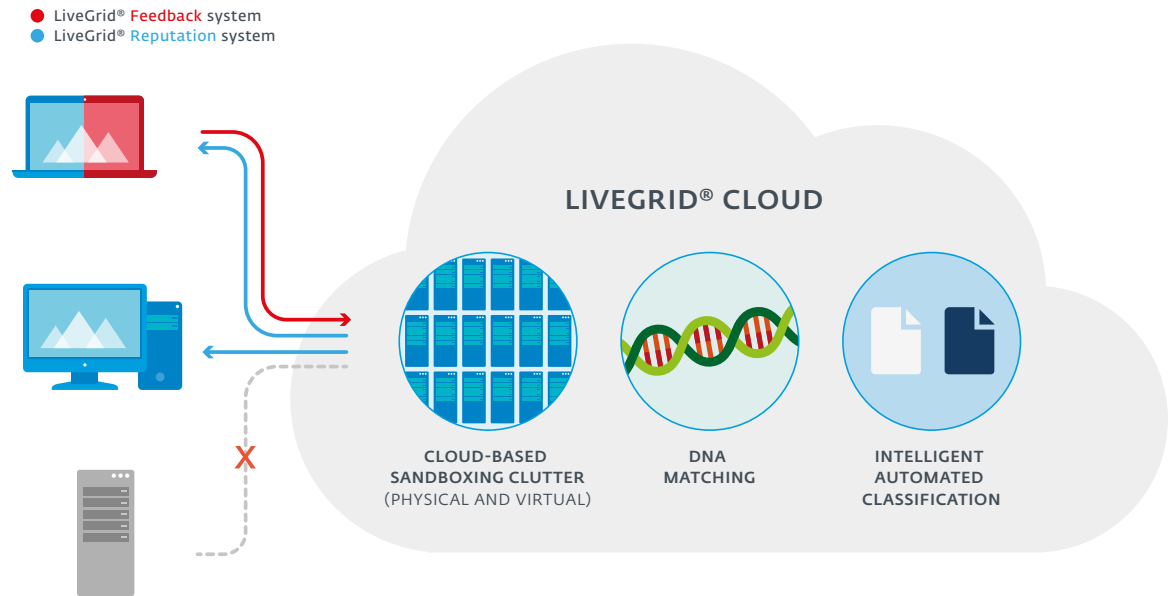 LiveGrid® Feedback system
LiveGrid® Reputation system
LIVEGRID® CLOUD
CLOUD-BASED
SANDBOXING CLUTTER
(PHYSICAL AND VIRTUAL)
DNA
MATCHING
INTELLIGENT
AUTOMATED
CLASSIFICATION
X